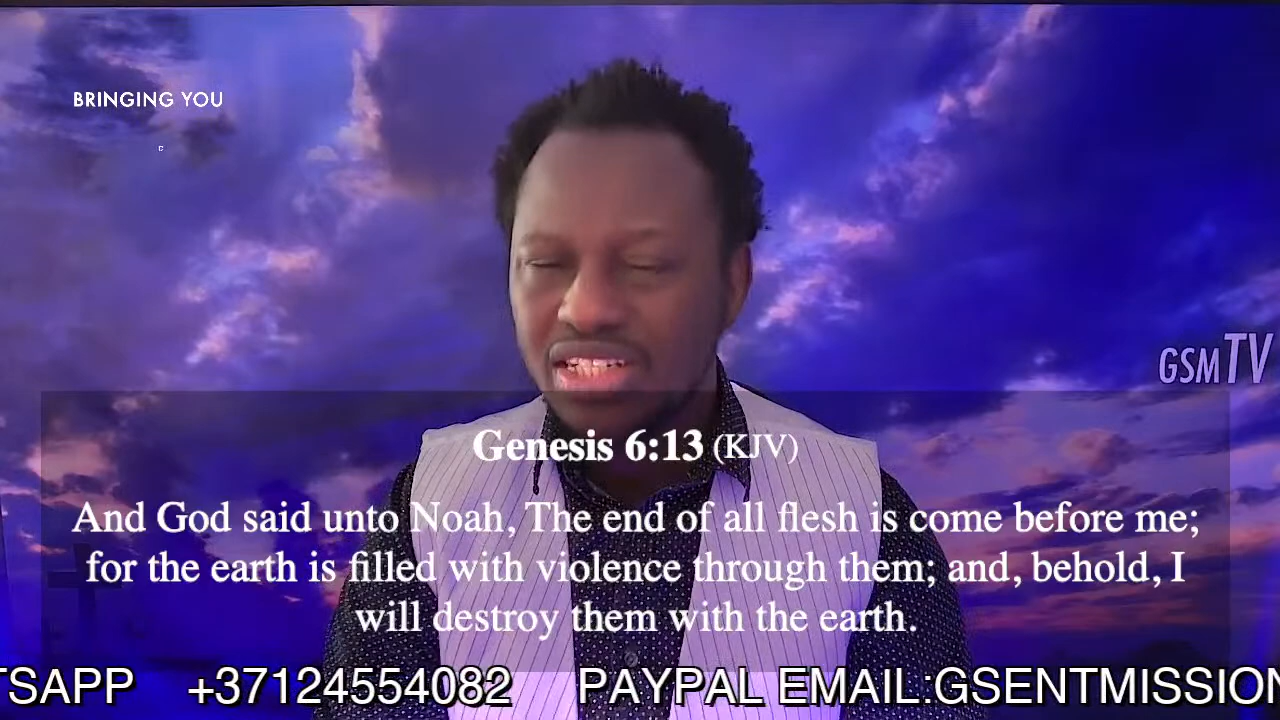 BRINGING YOU
GSMTV
Genesis 6:13 (KJV)
And God said unto Noah, The end of all flesh is come before me;
for the earth is filled with violence through them; and, behold, I
will destroy them with the earth.
TSAPP +37124554082 PAYPAL EMAIL:GSENTMISSION